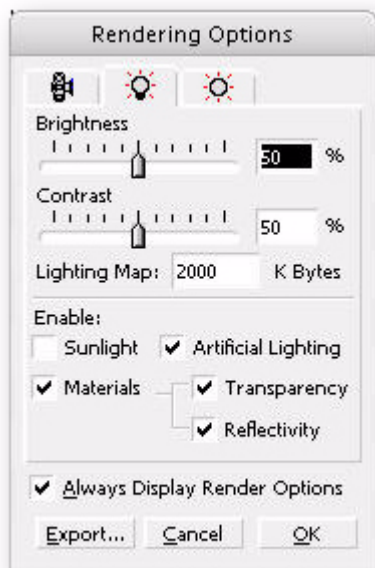 Rendering Options
Brightness
50 %
Contrast
50 %
Lighting Map: 2000 K Bytes
Enable:
Sunlight Artificial Lighting
Materials Transparency
Reflectivity
Always Display Render Options
Export... Cancel OK